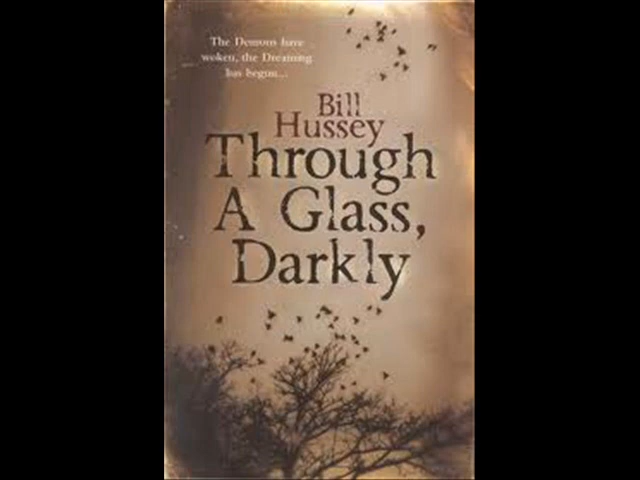 The Demons have
woken, the Dreaming
has begun...
Bill
Hussey
Through
A Glass,
Darkly